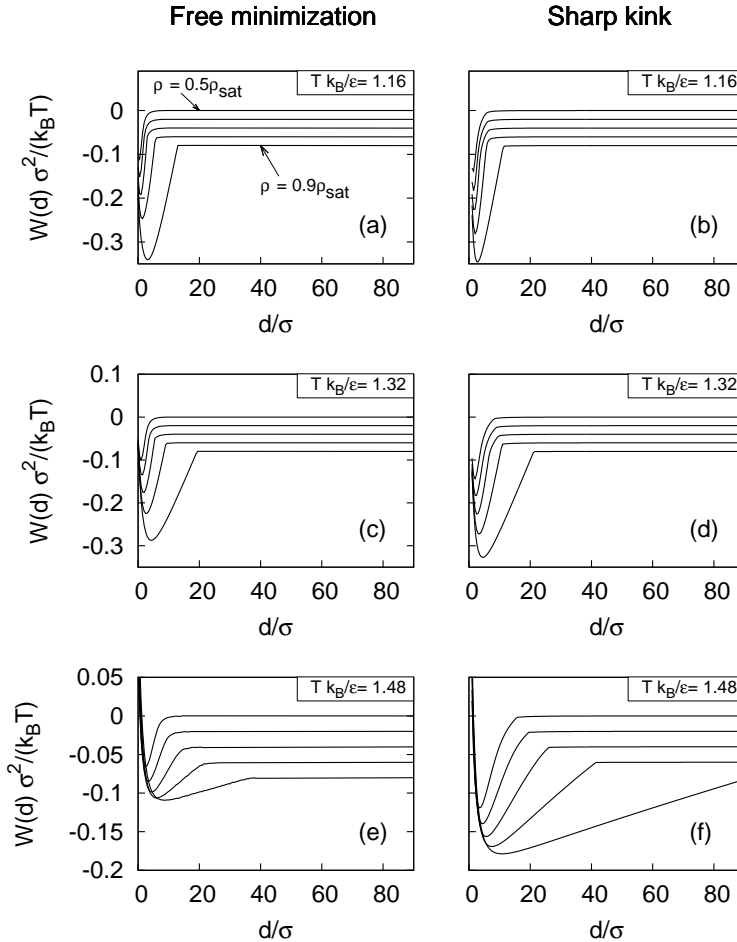 Free minimization Sharp kink
T k_B/ε = 1.16
ρ = 0.5ρ_sat
ρ = 0.9ρ_sat
0
-0.1
-0.2
-0.3
W(d) σ²/(k_BT)
(a)
0 20 40 60 80
d/σ
T k_B/ε = 1.16
(b)
0 20 40 60 80
d/σ
T k_B/ε = 1.32
0.1
0
-0.1
-0.2
-0.3
W(d) σ²/(k_BT)
(c)
0 20 40 60 80
d/σ
T k_B/ε = 1.32
(d)
0 20 40 60 80
d/σ
T k_B/ε= 1.48
0.05
0
-0.05
-0.1
-0.15
-0.2
W(d) σ²/(k_BT)
(e)
0 20 40 60 80
d/σ
T k_B/ε= 1.48
(f)
0 20 40 60 80
d/σ